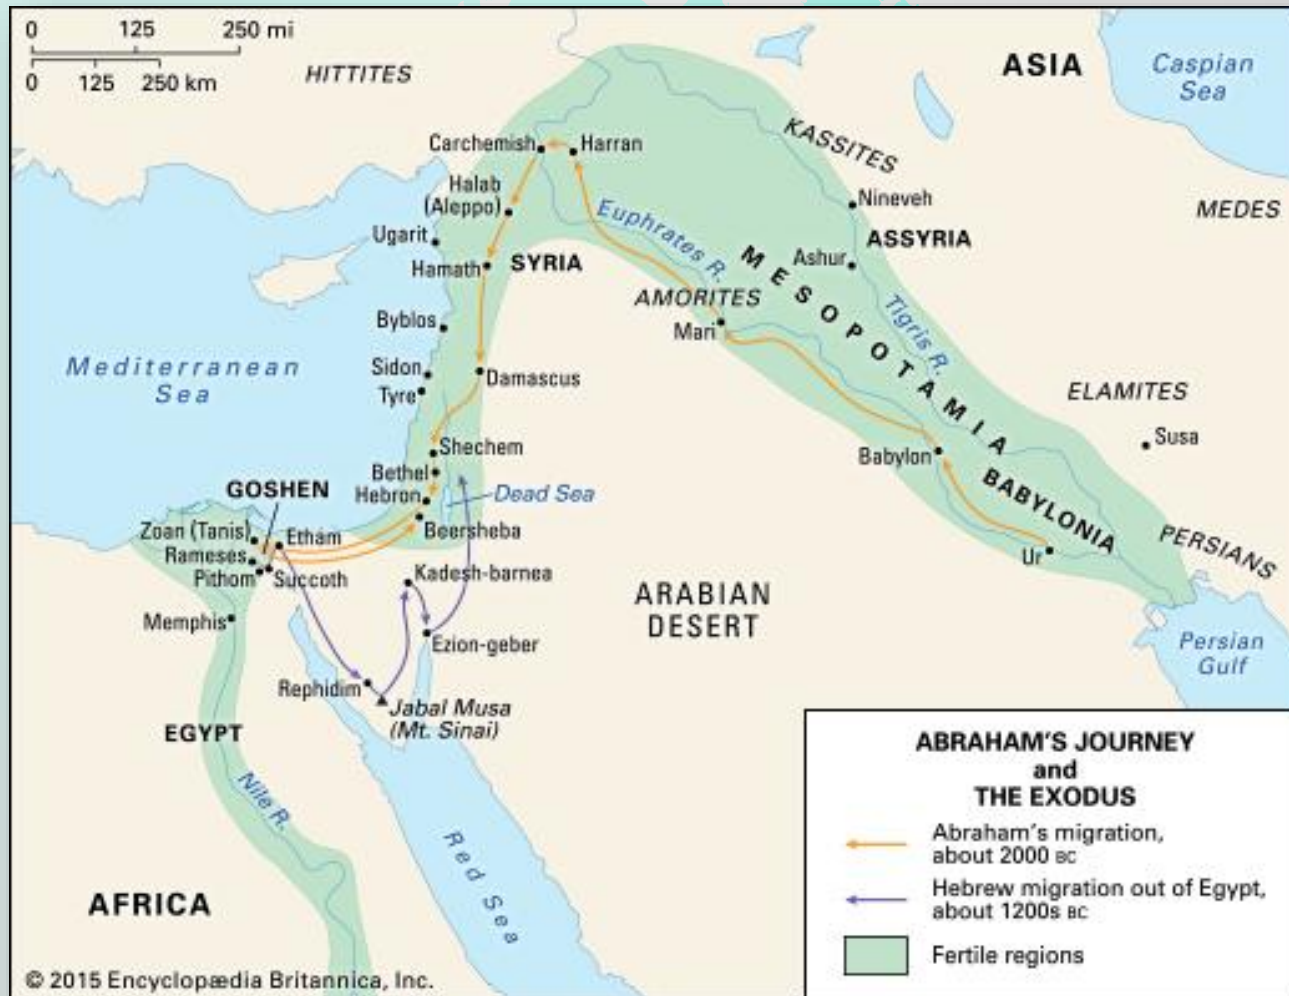 0 125 250 mi
0 125 250 km
HITTITES
ASIA
Caspian
Sea
KASSITES
Carchemish
Harran
Halab
(Aleppo)
Nineveh
MEDES
Euphrates R.
Ugarit
ASSYRIA
Hamath
SYRIA
Ashur
MESOPOTAMIA
AMORITES
Tigris R.
Byblos
Mari
Mediterranean
Sea
Sidon
Damascus
Tyre
ELAMITES
Susa
Shechem
Babylon
Bethel
BABYLONIA
GOSHEN
Hebron
Dead Sea
Zoan (Tanis)
Etham
Beersheba
Rameses
PERSIANS
Ur
Pithom
Succoth
Kadesh-barnea
ARABIAN
DESERT
Memphis
Ezion-geber
Persian
Gulf
Rephidim
Jabal Musa
(Mt. Sinai)
EGYPT
Nile R.
Red Sea
AFRICA
ABRAHAM'S JOURNEY
and
THE EXODUS
Abraham's migration,
about 2000 BC
Hebrew migration out of Egypt,
about 1200s BC
Fertile regions
© 2015 Encyclopædia Britannica, Inc.